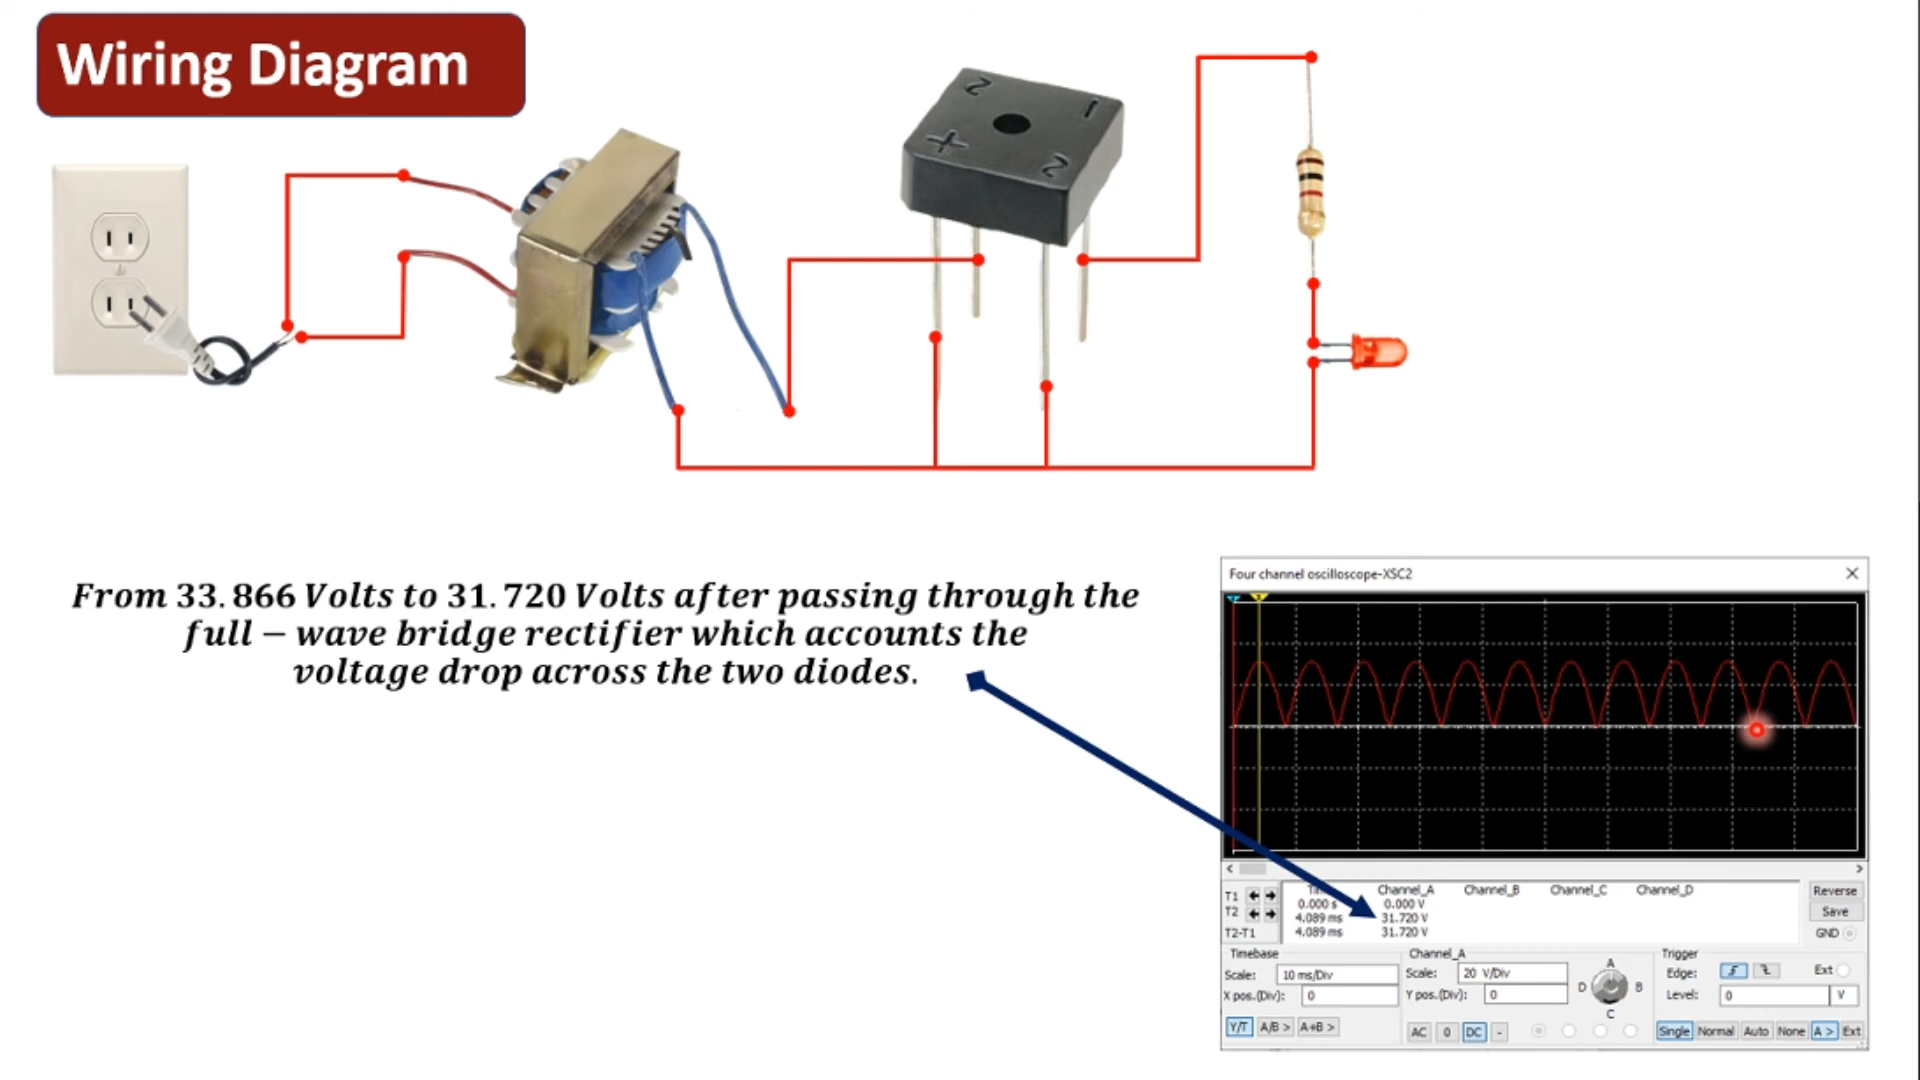 Wiring Diagram
~ −
+ ~
From 33.866 Volts to 31.720 Volts after passing through the
full − wave bridge rectifier which accounts the
voltage drop across the two diodes.
Four channel oscilloscope-XSC2
Channel_A Channel_B Channel_C Channel_D
T1 0.000 s 0.000 V
T2 4.089 ms 31.720 V
T2-T1 4.089 ms 31.720 V
Reverse
Save
GND
Timebase
Scale: 10 ms/Div
X pos.(Div): 0
Y/T A/B > A+B >
Channel_A
Scale: 20 V/Div
Y pos.(Div): 0
AC 0 DC -
A
D B
C
Trigger
Edge: Ext
Level: 0 V
Single Normal Auto None A > Ext